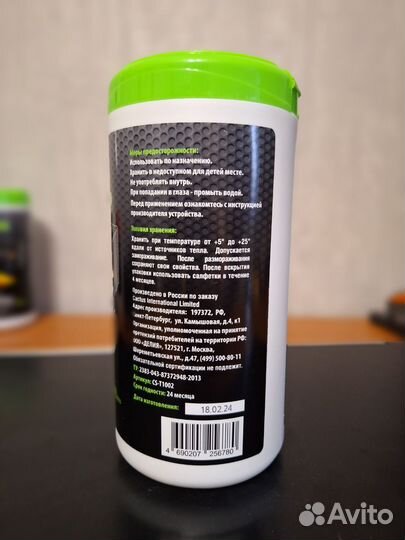 Меры предосторожности:
Использовать по назначению.
Хранить в недоступном для детей месте.
Не употреблять внутрь.
При попадании в глаза - промыть водой.
Перед применением ознакомьтесь с инструкцией
производителя устройства.
Условия хранения:
Хранить при температуре от +5° до +25°
вдали от источников тепла. Допускается
замораживание. После размораживания
сохраняют свои свойства. После вскрытия
упаковки использовать салфетки в течение
4 месяцев.
Произведено в России по заказу
Cactus International Limited
Адрес производителя: 197372, РФ,
Санкт-Петербург, ул. Камышовая, д.4, к1
Организация, уполномоченная на принятие
претензий потребителей на территории РФ:
ООО «ДЕЛИЯ», 127521, г. Москва,
Шереметьевская ул., д.47, (499) 500-80-11
Обязательной сертификации не подлежит.
ТУ 2383-043-87372948-2013
Артикул: CS-T1002
Срок годности: 24 месяца
Дата изготовления: 18.02.24
4 690207 256780
Avito